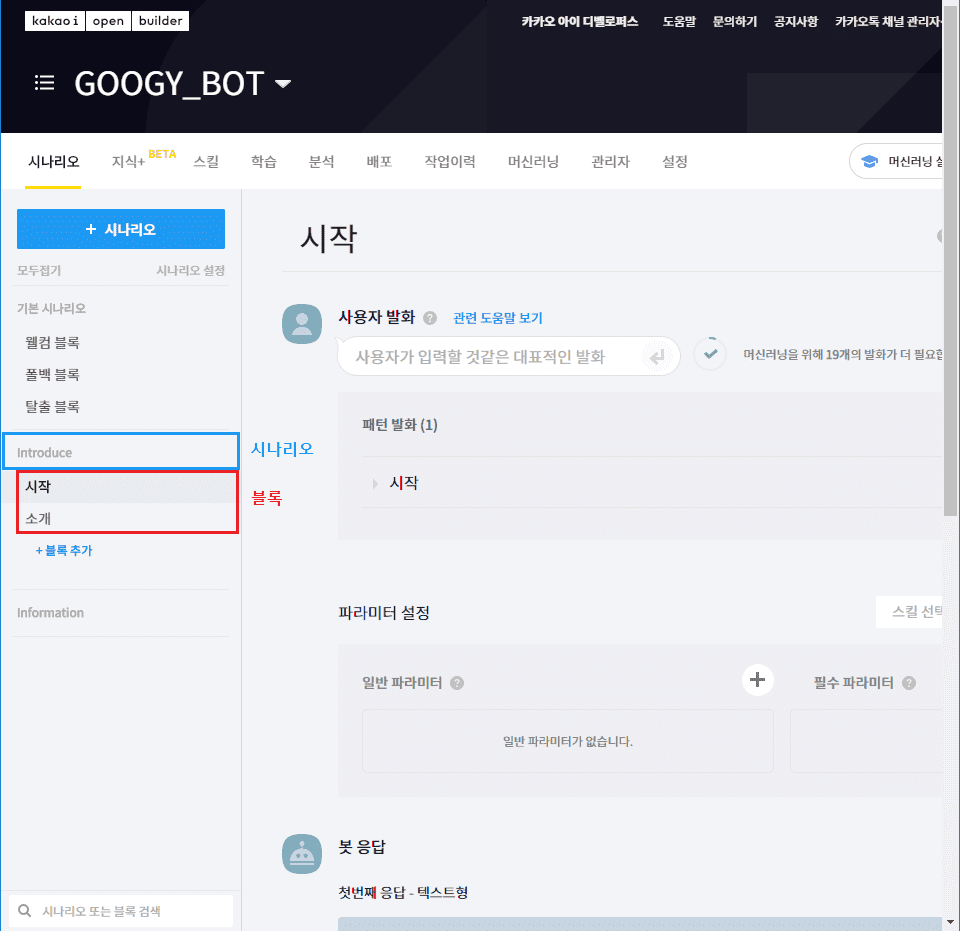 kakao i open builder
카카오 아이 디벨로퍼스 도움말 문의하기 공지사항 카카오톡 채널 관리자
GOOGY_BOT
시나리오 지식+ BETA 스킬 학습 분석 배포 작업이력 머신러닝 관리자 설정
머신러닝
+ 시나리오
모두접기 시나리오 설정
기본 시나리오
웰컴 블록
폴백 블록
탈출 블록
Introduce
시나리오
시작
블록
소개
+ 블록 추가
Information
시나리오 또는 블록 검색
시작
사용자 발화 ? 관련 도움말 보기
사용자가 입력할 것같은 대표적인 발화
머신러닝을 위해 19개의 발화가 더
패턴 발화 (1)
시작
파라미터 설정
스킬
일반 파라미터 ? +
필수 파라미터 ?
일반 파라미터가 없습니다.
봇 응답
첫번째 응답 - 텍스트형